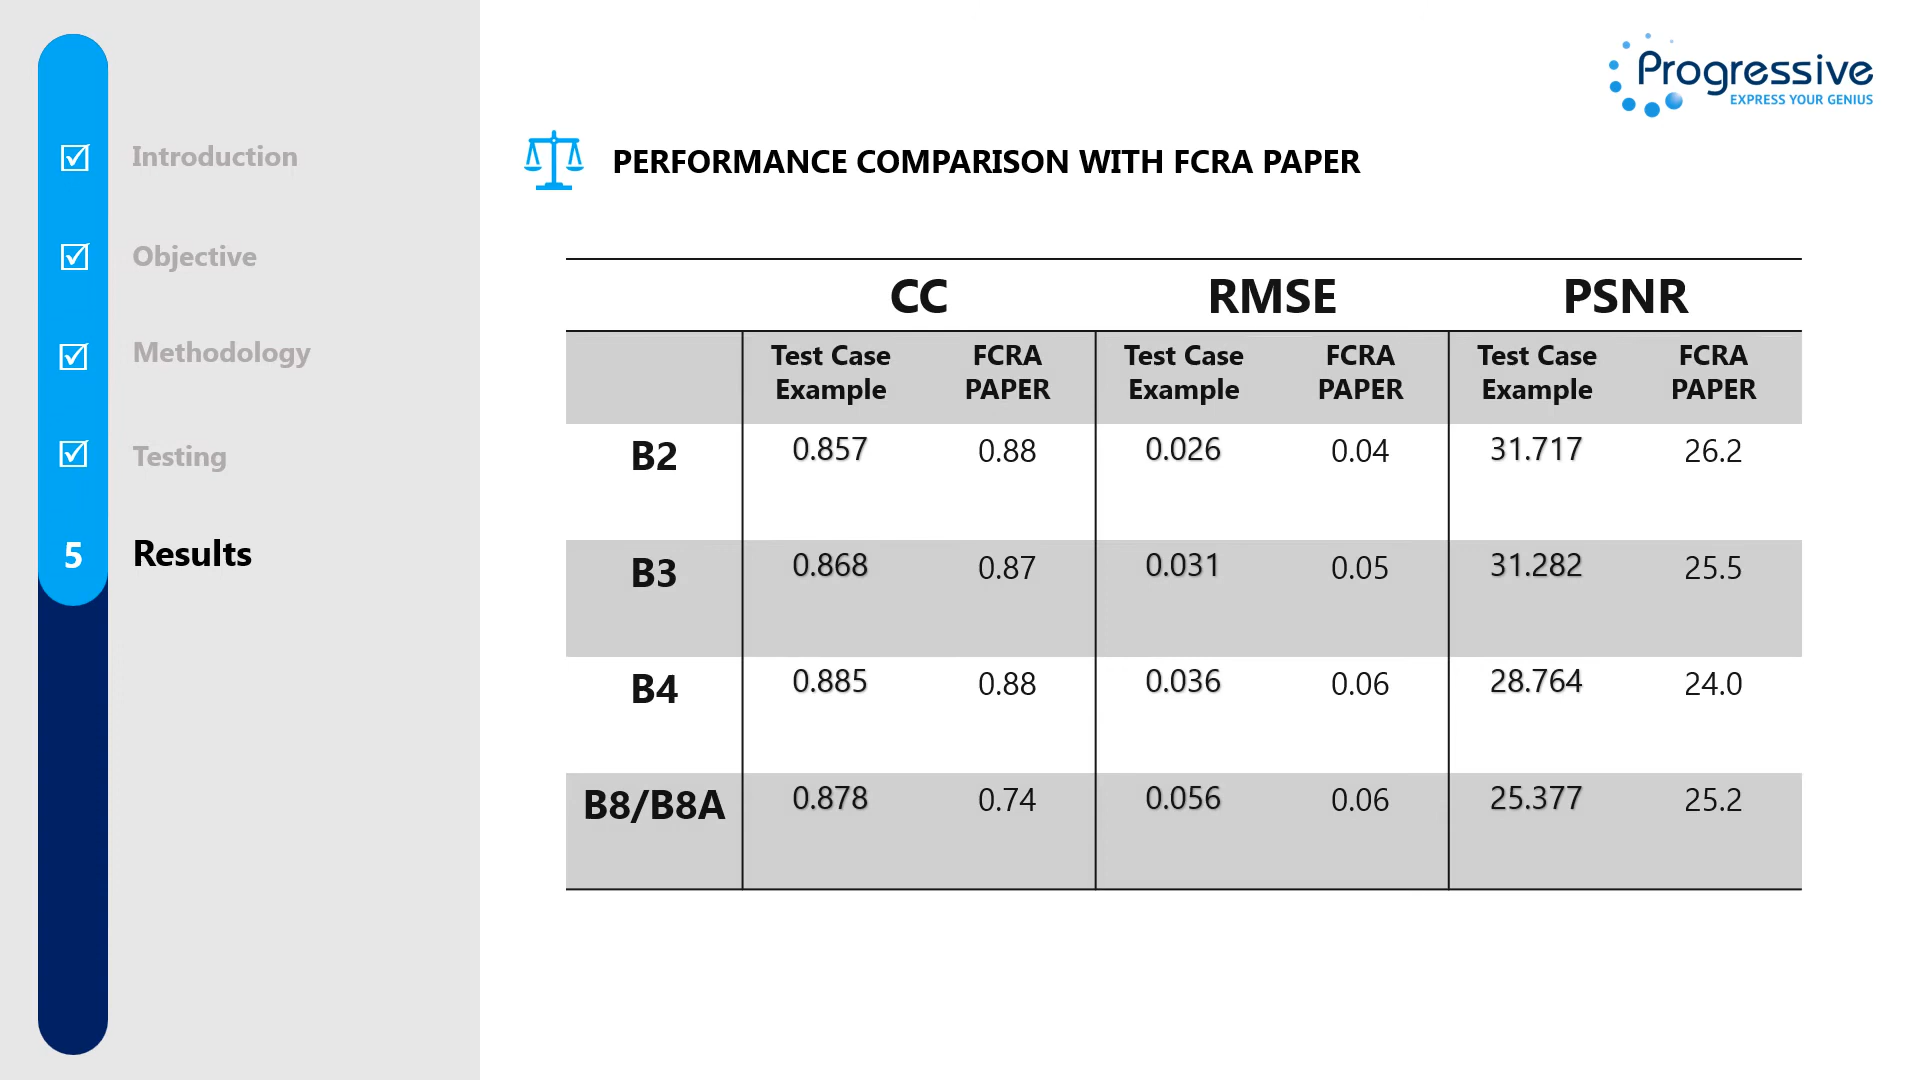 Progressive
EXPRESS YOUR GENIUS
Introduction
Objective
Methodology
Testing
5 Results
PERFORMANCE COMPARISON WITH FCRA PAPER
CC RMSE PSNR
Test Case Example FCRA PAPER Test Case Example FCRA PAPER Test Case Example FCRA PAPER
B2 0.857 0.88 0.026 0.04 31.717 26.2
B3 0.868 0.87 0.031 0.05 31.282 25.5
B4 0.885 0.88 0.036 0.06 28.764 24.0
B8/B8A 0.878 0.74 0.056 0.06 25.377 25.2